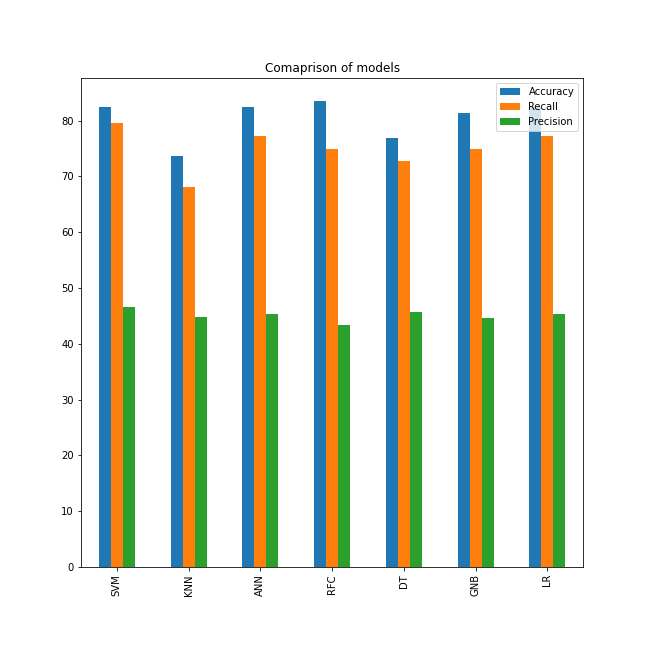 Comaprison of models
Accuracy
Recall
Precision
80
70
60
50
40
30
20
10
0
SVM
KNN
ANN
RFC
DT
GNB
LR